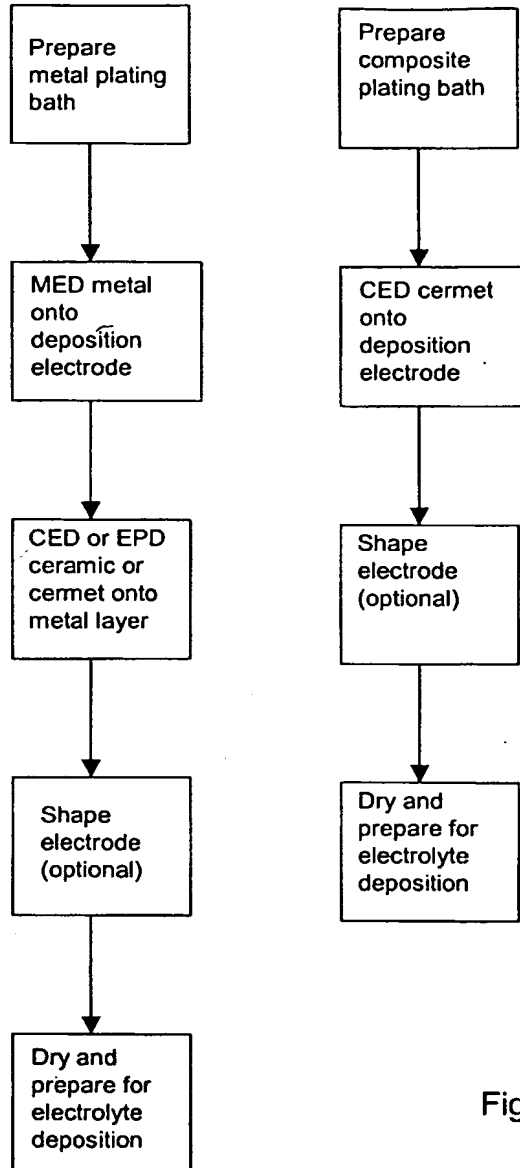 Prepare
metal plating
bath
MED metal
onto
deposition
electrode
CED or EPD
ceramic or
cermet onto
metal layer
Shape
electrode
(optional)
Dry and
prepare for
electrolyte
deposition
Prepare
composite
plating bath
CED cermet
onto
deposition
electrode
Shape
electrode
(optional)
Dry and
prepare for
electrolyte
deposition
Fig